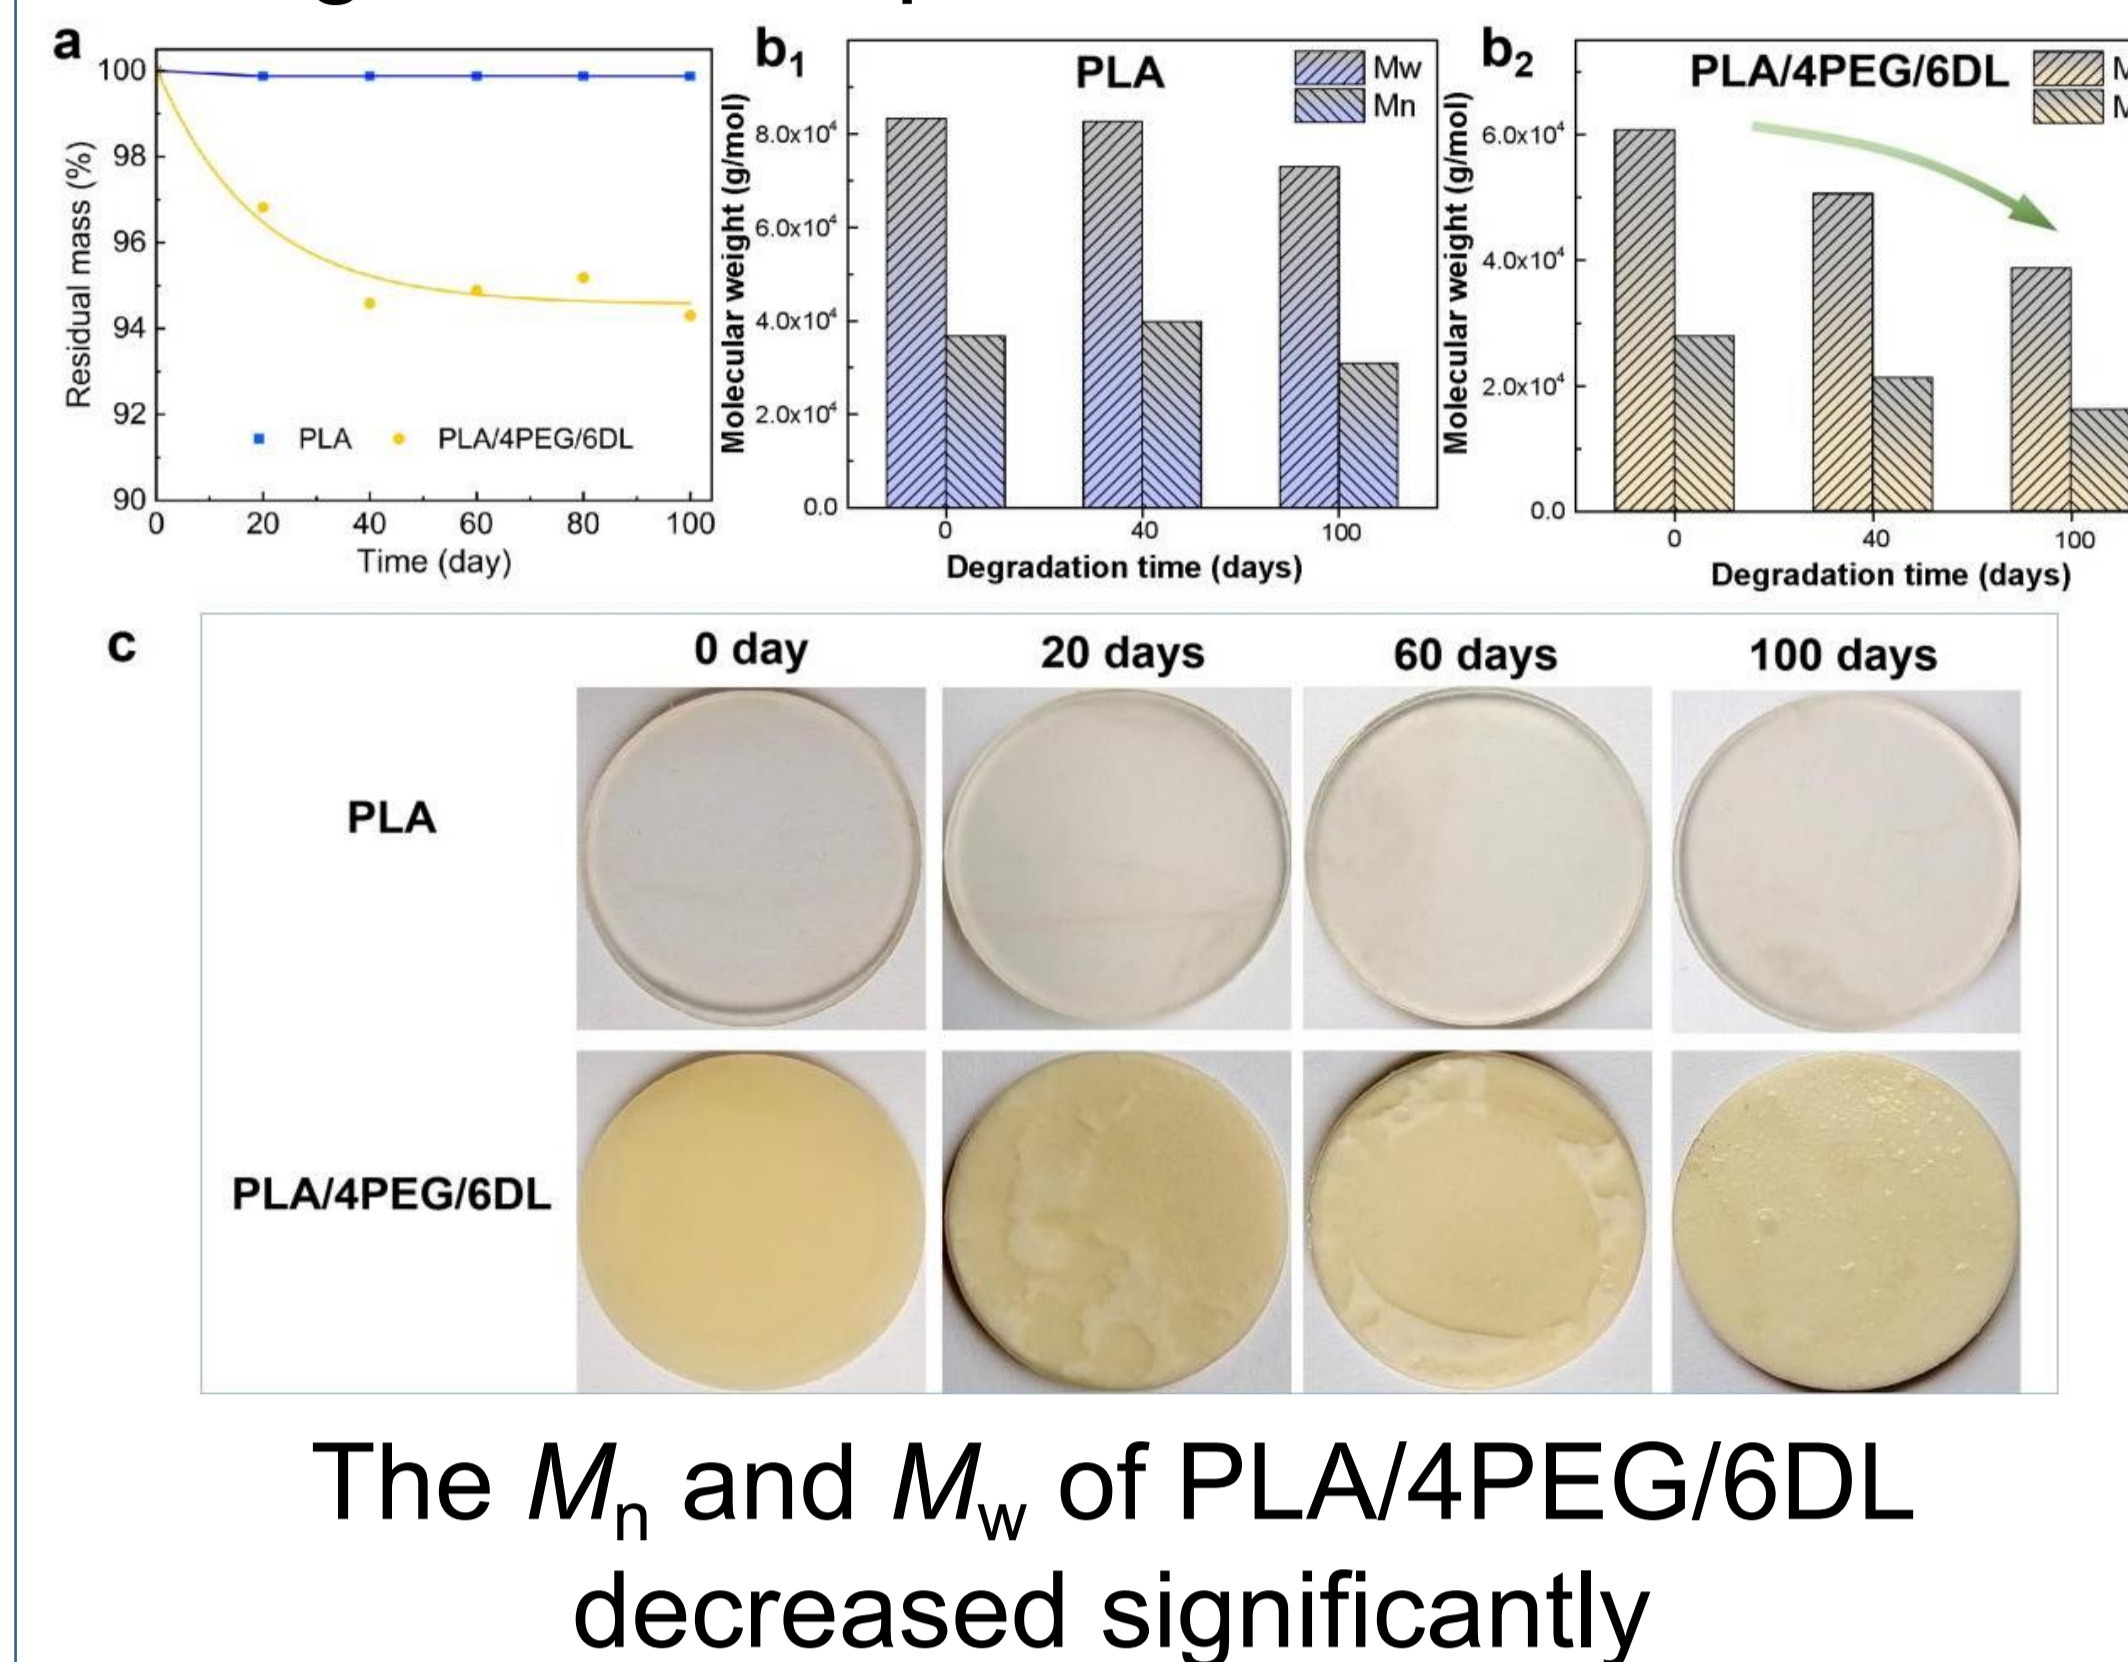 a
100
98
96
94
92
90
0 20 40 60 80 100
Residual mass (%)
Time (day)
PLA PLA/4PEG/6DL
b1
PLA
Mw
Mn
Molecular weight (g/mol)
8.0x10⁴
6.0x10⁴
4.0x10⁴
2.0x10⁴
0.0
0 40 100
Degradation time (days)
b2
PLA/4PEG/6DL
Molecular weight (g/mol)
6.0x10⁴
4.0x10⁴
2.0x10⁴
0.0
0 40 100
Degradation time (days)
c
0 day 20 days 60 days 100 days
PLA
PLA/4PEG/6DL
The Mn and Mw of PLA/4PEG/6DL
decreased significantly